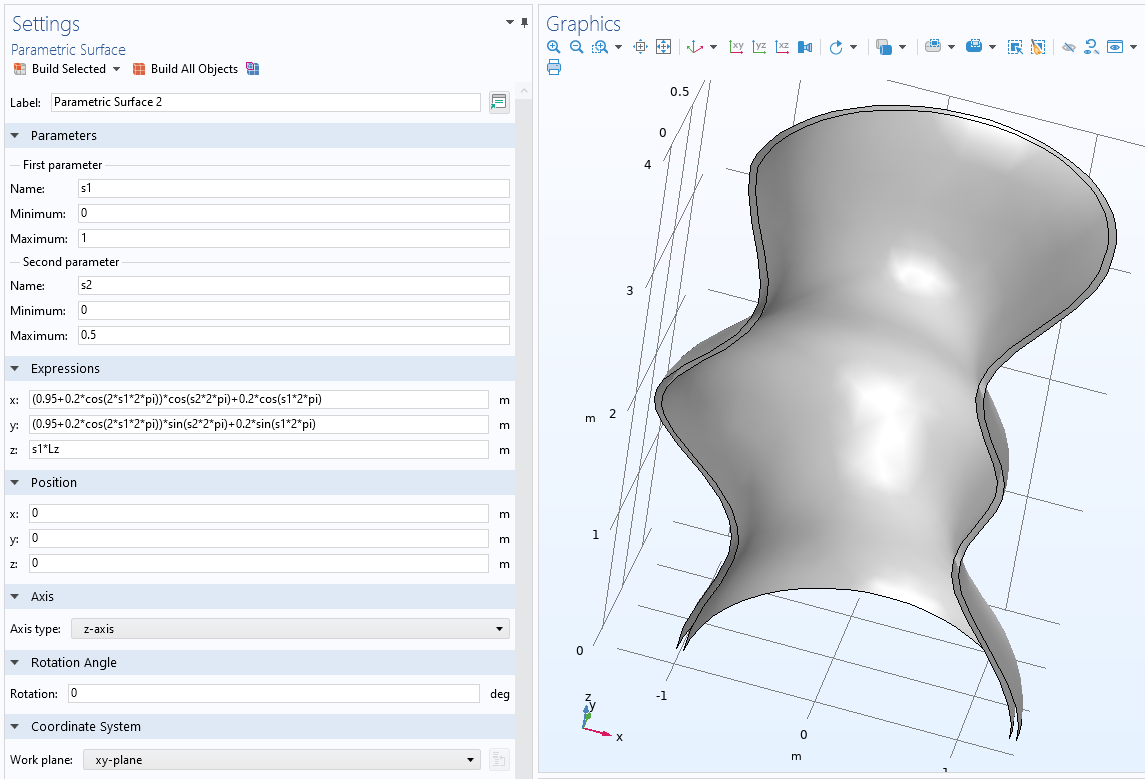 Settings
Parametric Surface
Build Selected
Build All Objects
Label: Parametric Surface 2
Parameters
First parameter
Name: s1
Minimum: 0
Maximum: 1
Second parameter
Name: s2
Minimum: 0
Maximum: 0.5
Expressions
x: (0.95+0.2*cos(2*s1*2*pi))*cos(s2*2*pi)+0.2*cos(s1*2*pi) m
y: (0.95+0.2*cos(2*s1*2*pi))*sin(s2*2*pi)+0.2*sin(s1*2*pi) m
z: s1*Lz m
Position
x: 0 m
y: 0 m
z: 0 m
Axis
Axis type: z-axis
Rotation Angle
Rotation: 0 deg
Coordinate System
Work plane: xy-plane
Graphics
xy yz xz
0.5
0
4
3
m 2
1
0
-1
0
m
1
z
y
x